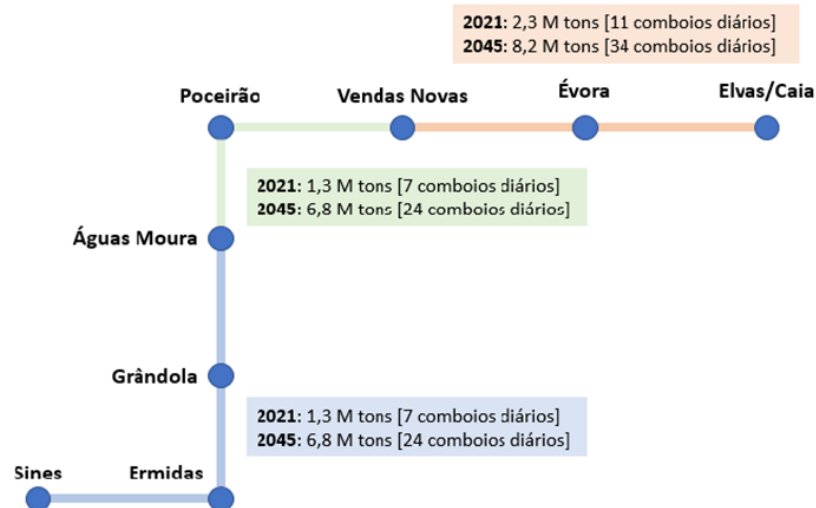 2021: 2,3 M tons [11 comboios diários]
2045: 8,2 M tons [34 comboios diários]
Poceirão
Vendas Novas
Évora
Elvas/Caia
2021: 1,3 M tons [7 comboios diários]
2045: 6,8 M tons [24 comboios diários]
Águas Moura
Grândola
2021: 1,3 M tons [7 comboios diários]
2045: 6,8 M tons [24 comboios diários]
Sines
Ermidas